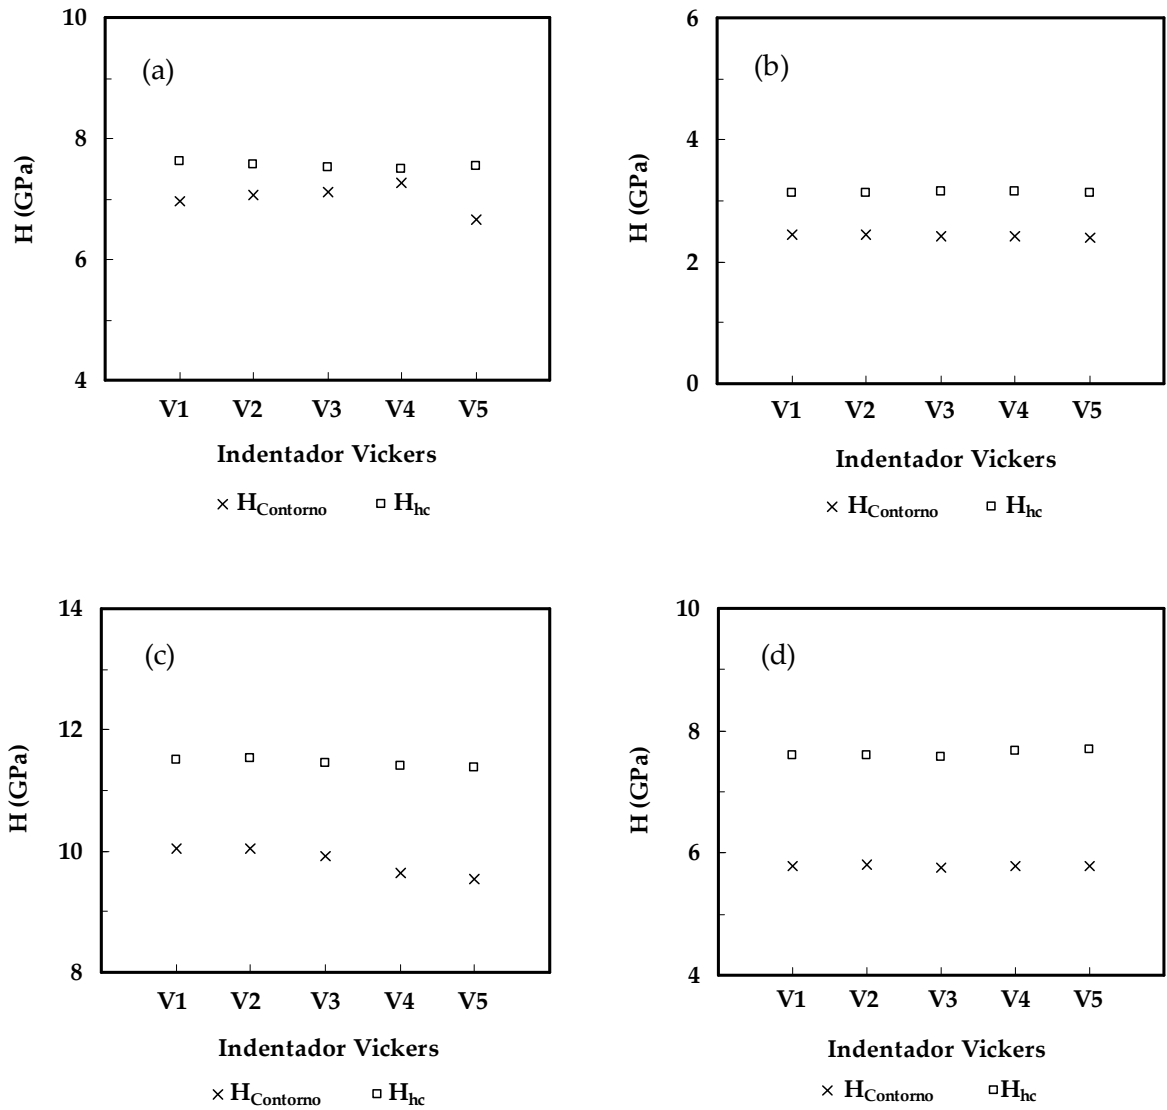 (a)
10
8
6
4
H (GPa)
V1 V2 V3 V4 V5
Indentador Vickers
× H_Contorno □ H_hc
(b)
6
4
2
0
H (GPa)
V1 V2 V3 V4 V5
Indentador Vickers
× H_Contorno □ H_hc
(c)
14
12
10
8
H (GPa)
V1 V2 V3 V4 V5
Indentador Vickers
× H_Contorno □ H_hc
(d)
10
8
6
4
H (GPa)
V1 V2 V3 V4 V5
Indentador Vickers
× H_Contorno □ H_hc